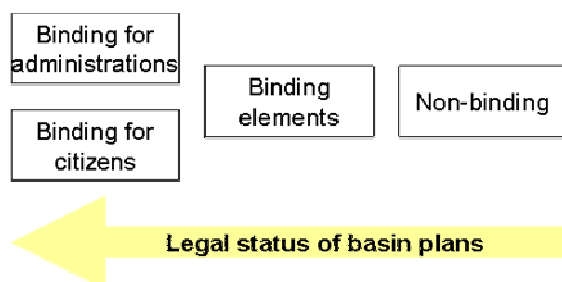 Binding for
administrations
Binding for
citizens
Binding
elements
Non-binding
Legal status of basin plans